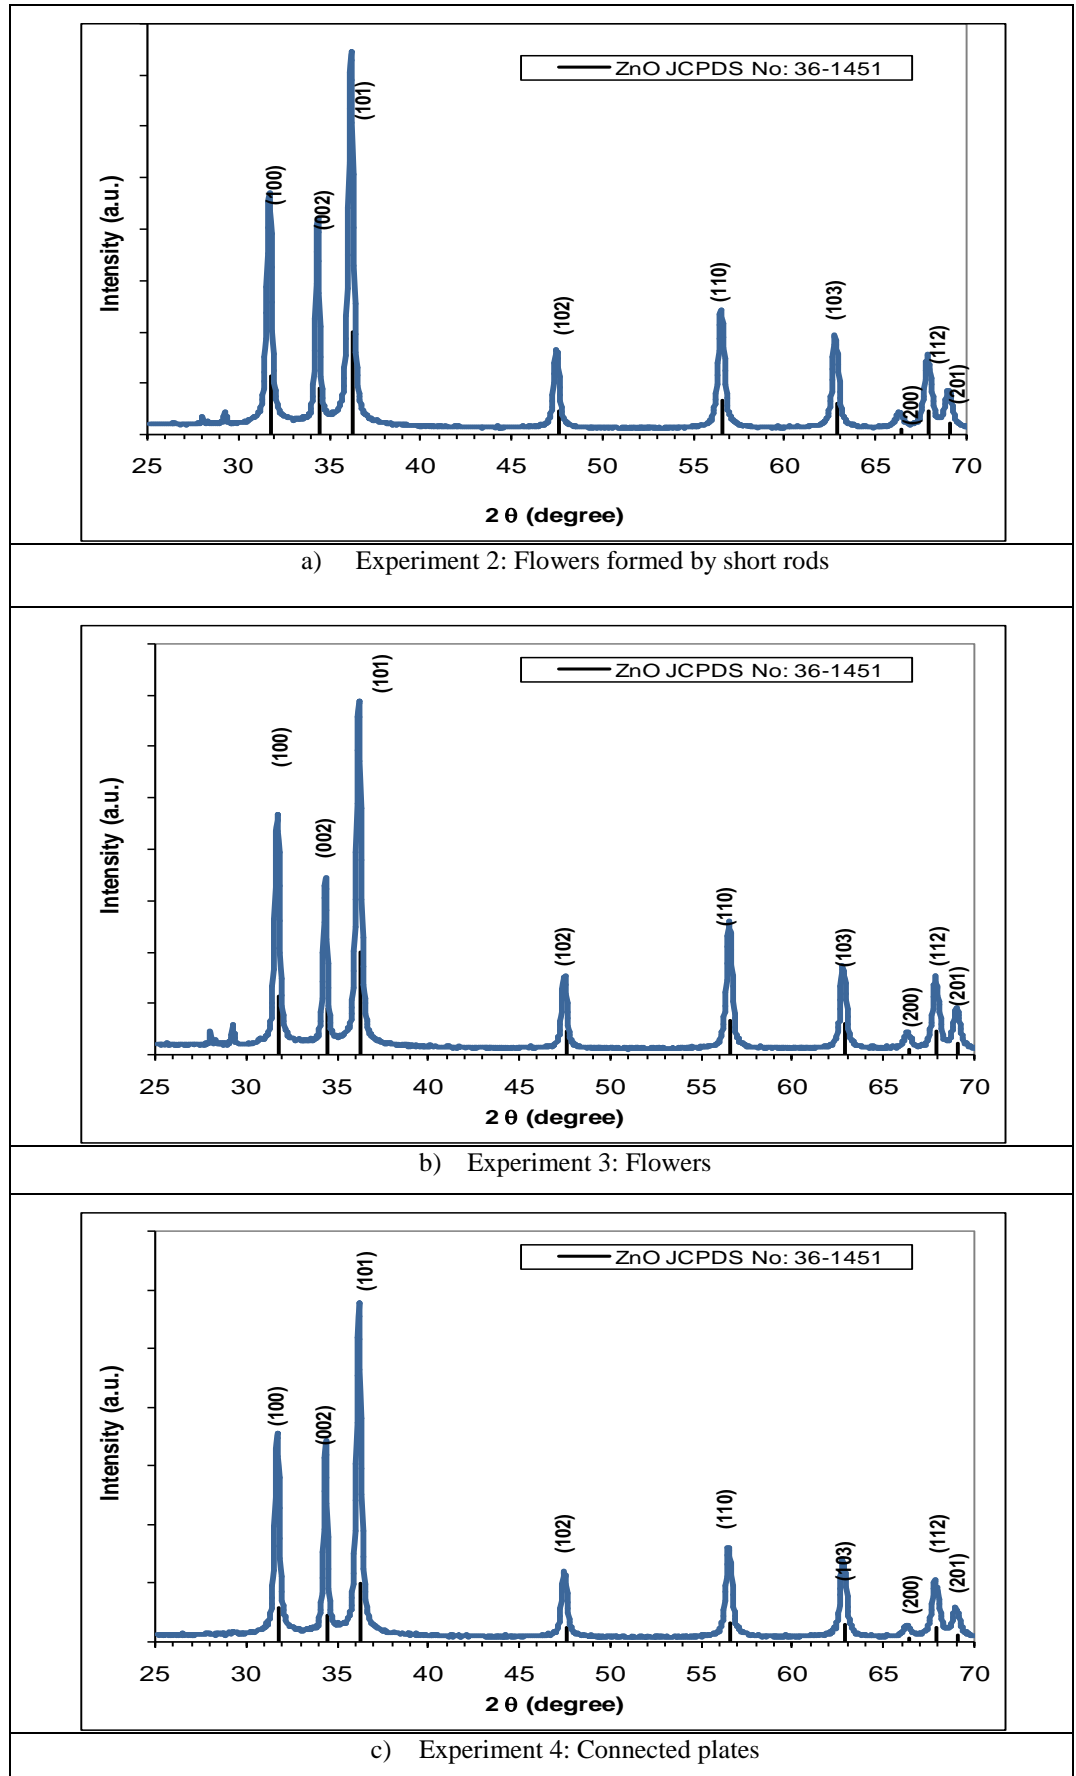 ZnO JCPDS No: 36-1451
(101)
(100)
(002)
(110)
(103)
(102)
(112)
(201)
(200)
Intensity (a.u.)
25 30 35 40 45 50 55 60 65 70
2 θ (degree)
a) Experiment 2: Flowers formed by short rods
ZnO JCPDS No: 36-1451
(101)
(100)
(002)
(110)
(102)
(103)
(112)
(201)
(200)
Intensity (a.u.)
25 30 35 40 45 50 55 60 65 70
2 θ (degree)
b) Experiment 3: Flowers
ZnO JCPDS No: 36-1451
(101)
(100)
(002)
(110)
(102)
(112)
(103)
(201)
(200)
Intensity (a.u.)
25 30 35 40 45 50 55 60 65 70
2 θ (degree)
c) Experiment 4: Connected plates